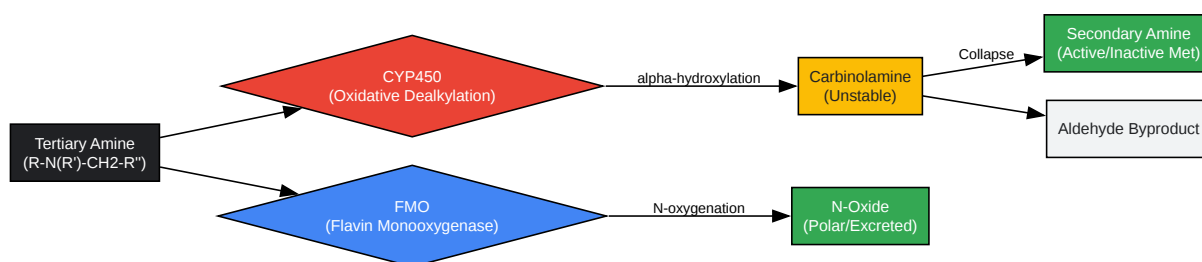 Tertiary Amine
(R-N(R')-CH2-R")
CYP450
(Oxidative Dealkylation)
alpha-hydroxylation
Carbinolamine
(Unstable)
Collapse
Secondary Amine
(Active/Inactive Met)
Aldehyde Byproduct
FMO
(Flavin Monooxygenase)
N-oxygenation
N-Oxide
(Polar/Excreted)